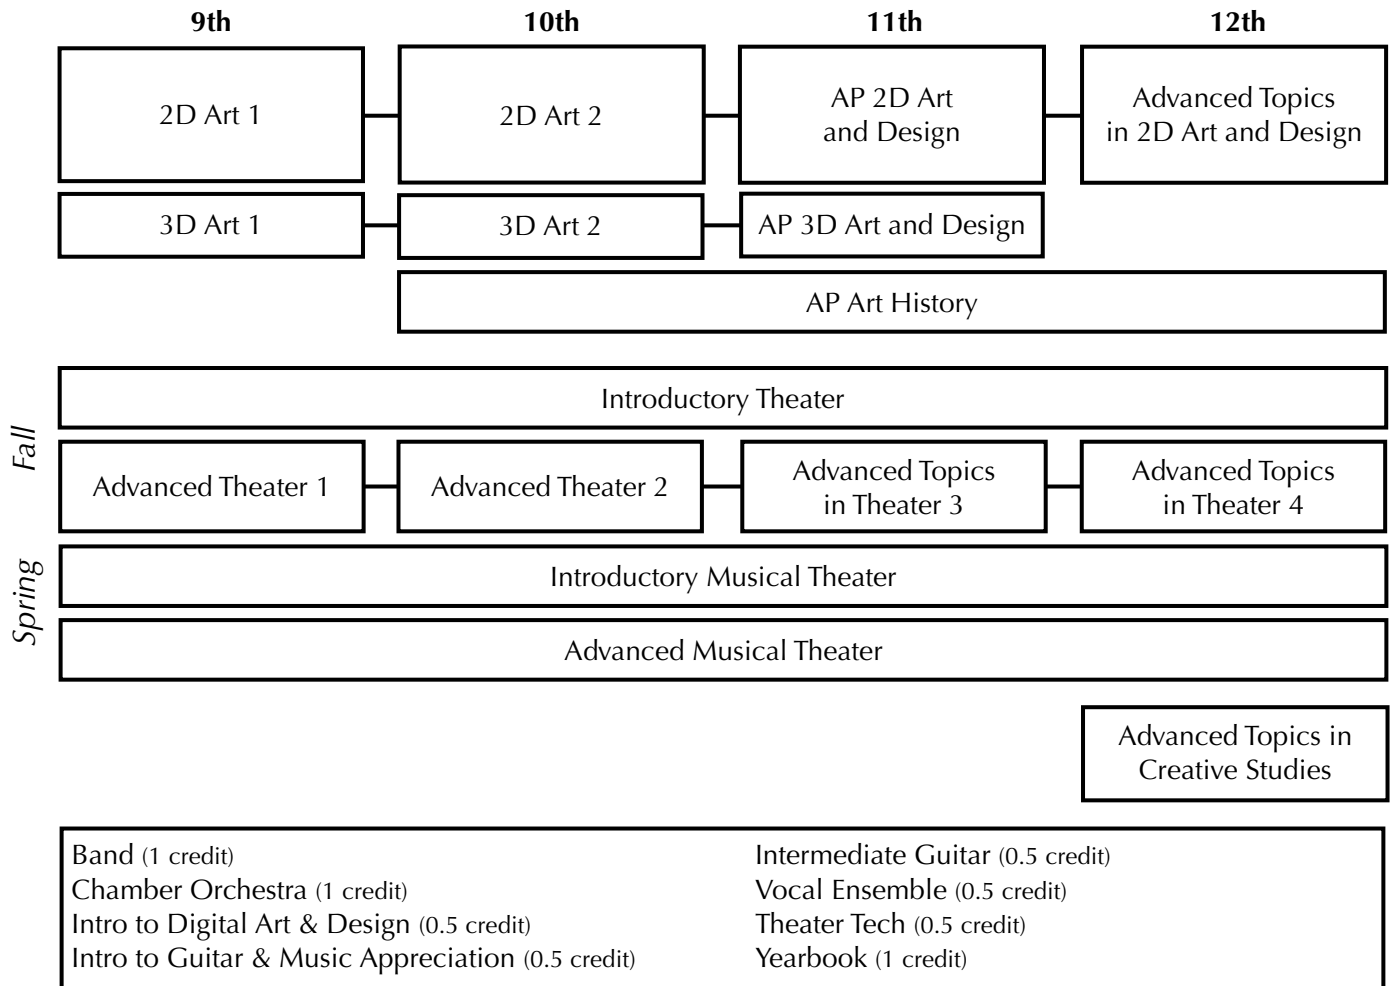 9th 10th 11th 12th
2D Art 1
2D Art 2
AP 2D Art
and Design
Advanced Topics
in 2D Art and Design
3D Art 1
3D Art 2
AP 3D Art and Design
AP Art History
Fall
Introductory Theater
Advanced Theater 1
Advanced Theater 2
Advanced Topics
in Theater 3
Advanced Topics
in Theater 4
Spring
Introductory Musical Theater
Advanced Musical Theater
Advanced Topics in
Creative Studies
Band (1 credit)
Chamber Orchestra (1 credit)
Intro to Digital Art & Design (0.5 credit)
Intro to Guitar & Music Appreciation (0.5 credit)
Intermediate Guitar (0.5 credit)
Vocal Ensemble (0.5 credit)
Theater Tech (0.5 credit)
Yearbook (1 credit)